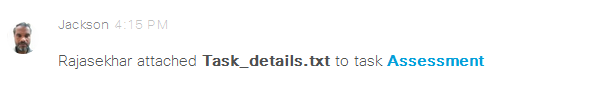 Jackson 4:15 PM
Rajasekhar attached Task_details.txt to task Assessment